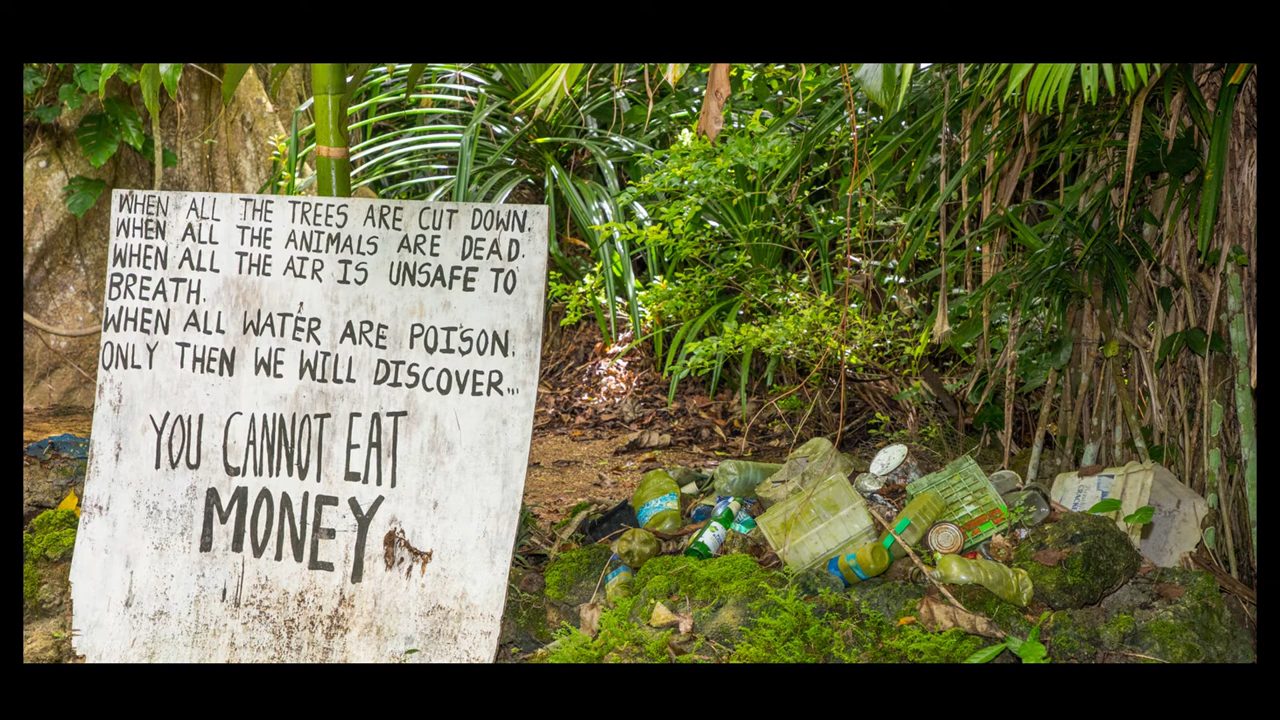 WHEN ALL THE TREES ARE CUT DOWN.
WHEN ALL THE ANIMALS ARE DEAD.
WHEN ALL THE AIR IS UNSAFE TO
BREATH.
WHEN ALL WATER ARE POISON.
ONLY THEN WE WILL DISCOVER...
YOU CANNOT EAT
MONEY